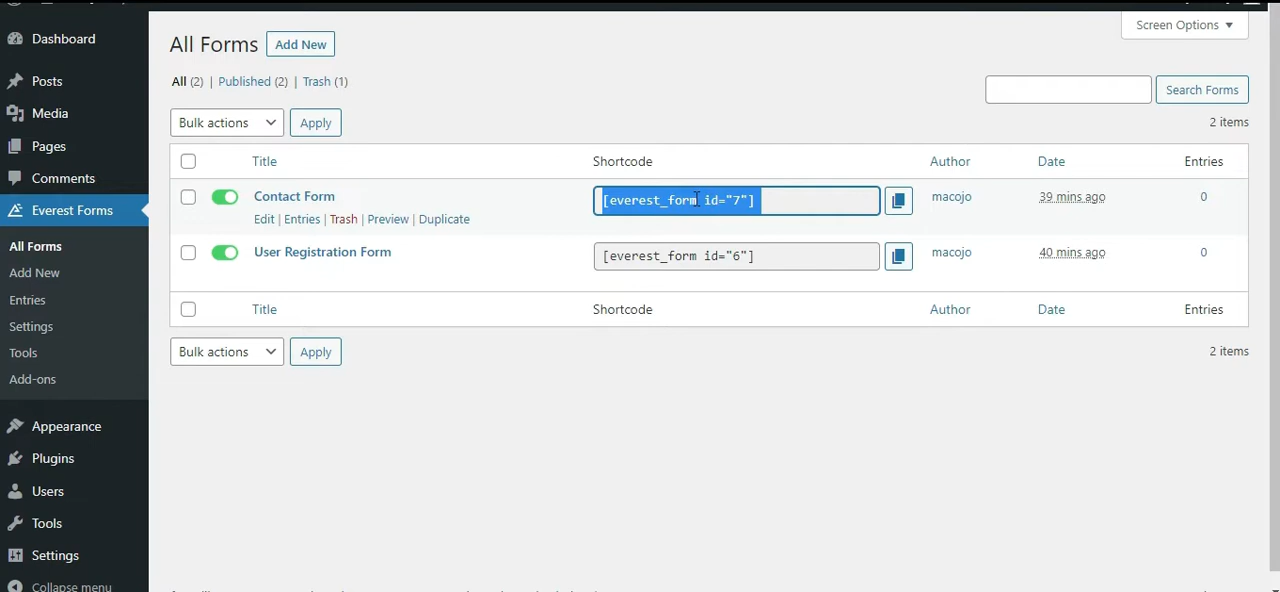 Dashboard
Posts
Media
Pages
Comments
Everest Forms
All Forms
Add New
Entries
Settings
Tools
Add-ons
Appearance
Plugins
Users
Tools
Settings
Collapse menu
Screen Options ▼
All Forms Add New
All (2) | Published (2) | Trash (1)
Search Forms
Bulk actions Apply
2 items
Title Shortcode Author Date Entries
Contact Form [everest_form id="7"] macojo 39 mins ago 0
Edit | Entries | Trash | Preview | Duplicate
User Registration Form [everest_form id="6"] macojo 40 mins ago 0
Title Shortcode Author Date Entries
Bulk actions Apply
2 items